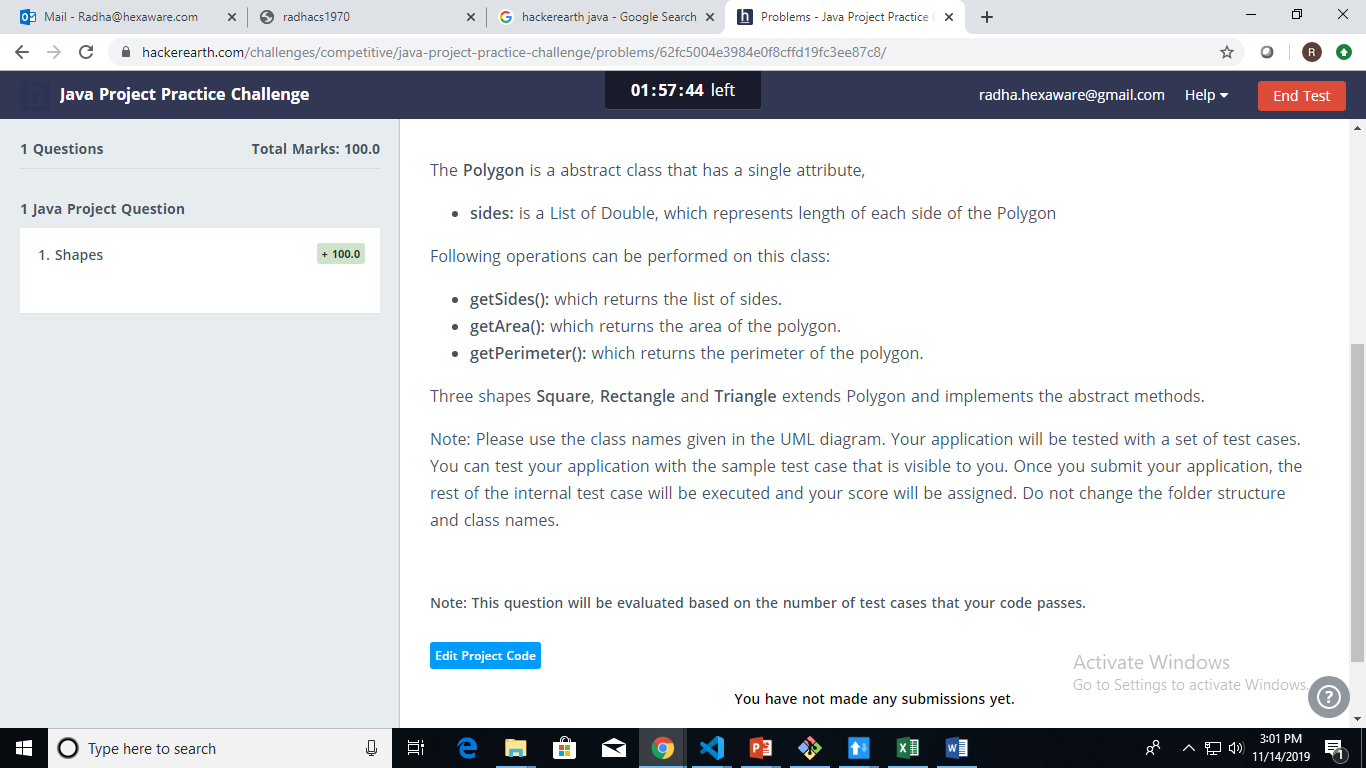 Mail - Radha@hexaware.com
radhacs1970
hackerearth java - Google Search
Problems - Java Project Practice
hackerearth.com/challenges/competitive/java-project-practice-challenge/problems/62fc5004e3984e0f8cffd19fc3ee87c8/
R
h Java Project Practice Challenge
01:57:44 left
radha.hexaware@gmail.com Help
End Test
1 Questions Total Marks: 100.0
1 Java Project Question
1. Shapes + 100.0
The Polygon is a abstract class that has a single attribute,
• sides: is a List of Double, which represents length of each side of the Polygon
Following operations can be performed on this class:
• getSides(): which returns the list of sides.
• getArea(): which returns the area of the polygon.
• getPerimeter(): which returns the perimeter of the polygon.
Three shapes Square, Rectangle and Triangle extends Polygon and implements the abstract methods.
Note: Please use the class names given in the UML diagram. Your application will be tested with a set of test cases.
You can test your application with the sample test case that is visible to you. Once you submit your application, the
rest of the internal test case will be executed and your score will be assigned. Do not change the folder structure
and class names.
Note: This question will be evaluated based on the number of test cases that your code passes.
Edit Project Code
Activate Windows
Go to Settings to activate Windows.
You have not made any submissions yet.
?
Type here to search
3:01 PM
11/14/2019
1